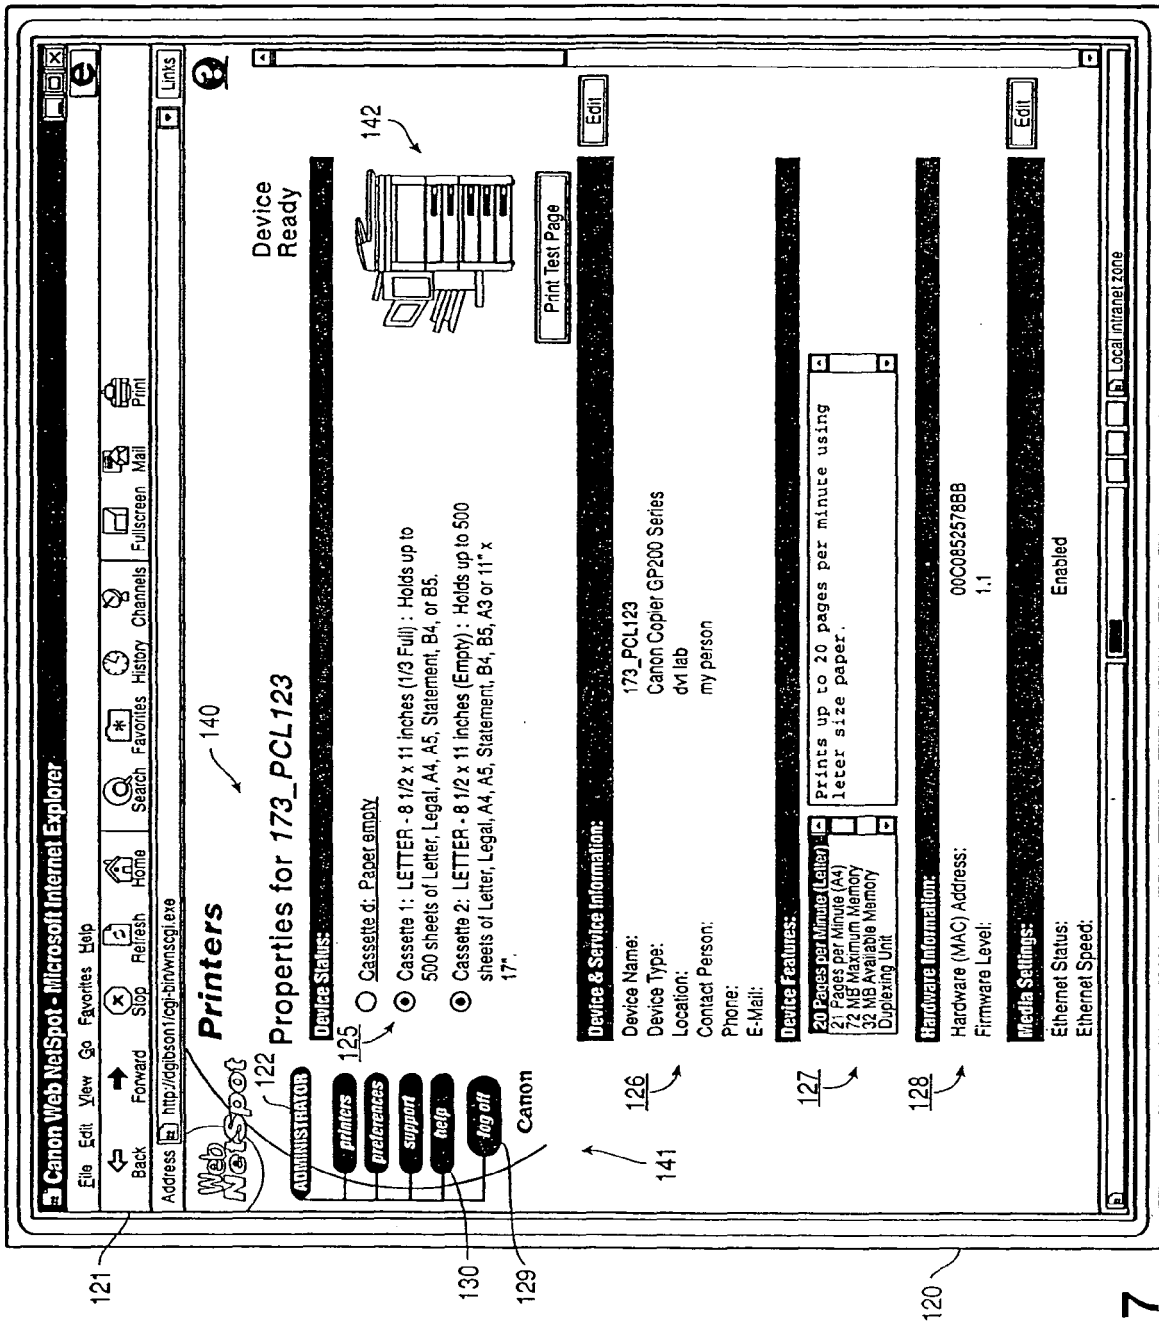 Canon Web NetSpot - Microsoft Internet Explorer
File Edit View Go Favorites Help
Back Forward Stop Refresh Home Search Favorites History Channels Fullscreen Mail Print
Address http://dgibson1/cgi-bin/wnscgi.exe Links
121
Web
NetSpot
Printers
140
122
ADMINISTRATOR
printers
preferences
support
help
log off
Canon
141
130
129
Properties for 173_PCL123
Device
Ready
Device Status:
125
Cassette d: Paper empty
Cassette 1: LETTER - 8 1/2 x 11 inches (1/3 Full) : Holds up to
500 sheets of Letter, Legal, A4, A5, Statement, B4, or B5.
Cassette 2: LETTER - 8 1/2 x 11 inches (Empty) : Holds up to 500
sheets of Letter, Legal, A4, A5, Statement, B4, B5, A3 or 11" x
17".
142
Print Test Page
Device & Service Information:
Edit
126
Device Name: 173_PCL123
Device Type: Canon Copier GP200 Series
Location: dvt lab
Contact Person: my person
Phone:
E-Mail:
Device Features:
127
20 Pages per Minute (Letter)
21 Pages per Minute (A4)
72 MB Maximum Memory
32 MB Available Memory
Duplexing Unit
Prints up to 20 pages per minute using
leter size paper.
Hardware Information:
128
Hardware (MAC) Address: 00C0852578BB
Firmware Level: 1.1
Media Settings:
Edit
Ethernet Status: Enabled
Ethernet Speed:
Local intranet zone
120
7